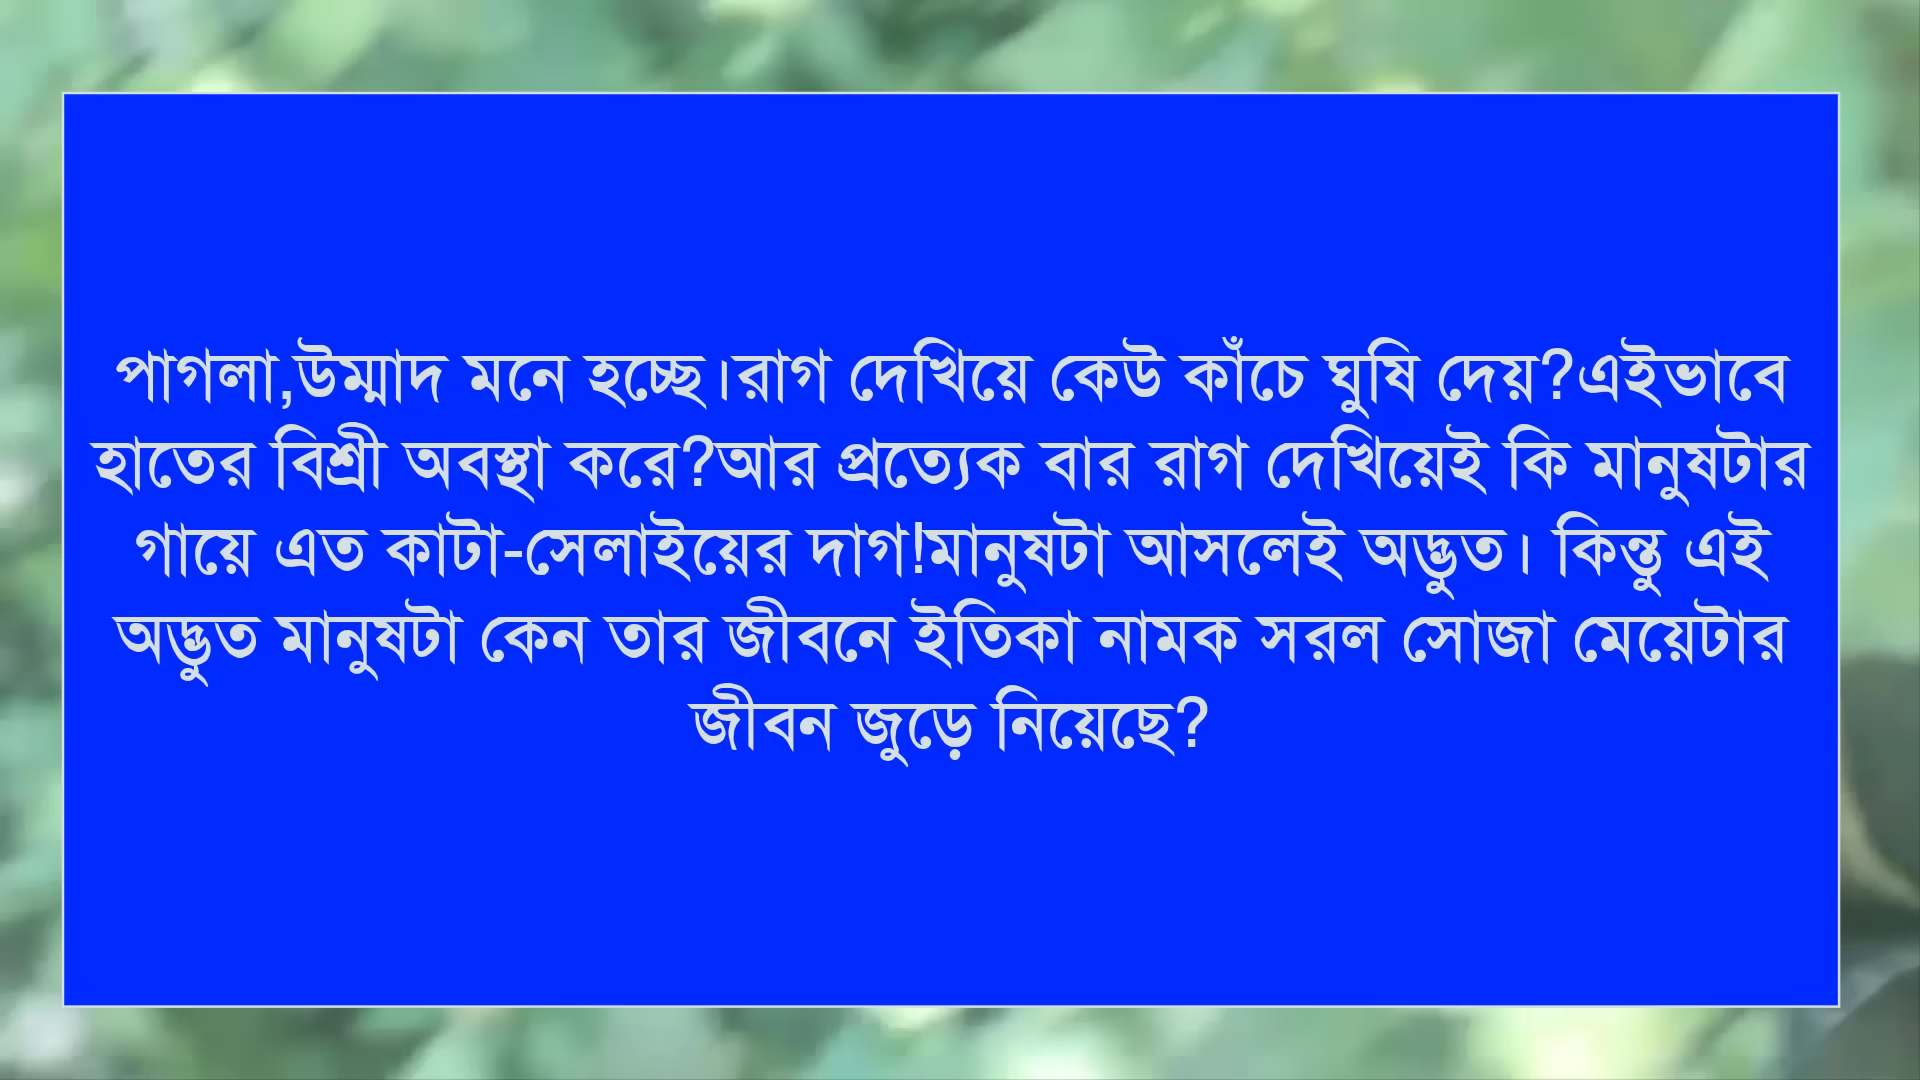 পাগলা,উম্মাদ মনে হচ্ছে।রাগ দেখিয়ে কেউ কাঁচে ঘুষি দেয়?এইভাবে
হাতের বিশ্রী অবস্থা করে?আর প্রত্যেক বার রাগ দেখিয়েই কি মানুষটার
গায়ে এত কাটা-সেলাইয়ের দাগ!মানুষটা আসলেই অদ্ভুত। কিন্তু এই
অদ্ভুত মানুষটা কেন তার জীবনে ইতিকা নামক সরল সোজা মেয়েটার
জীবন জুড়ে নিয়েছে?